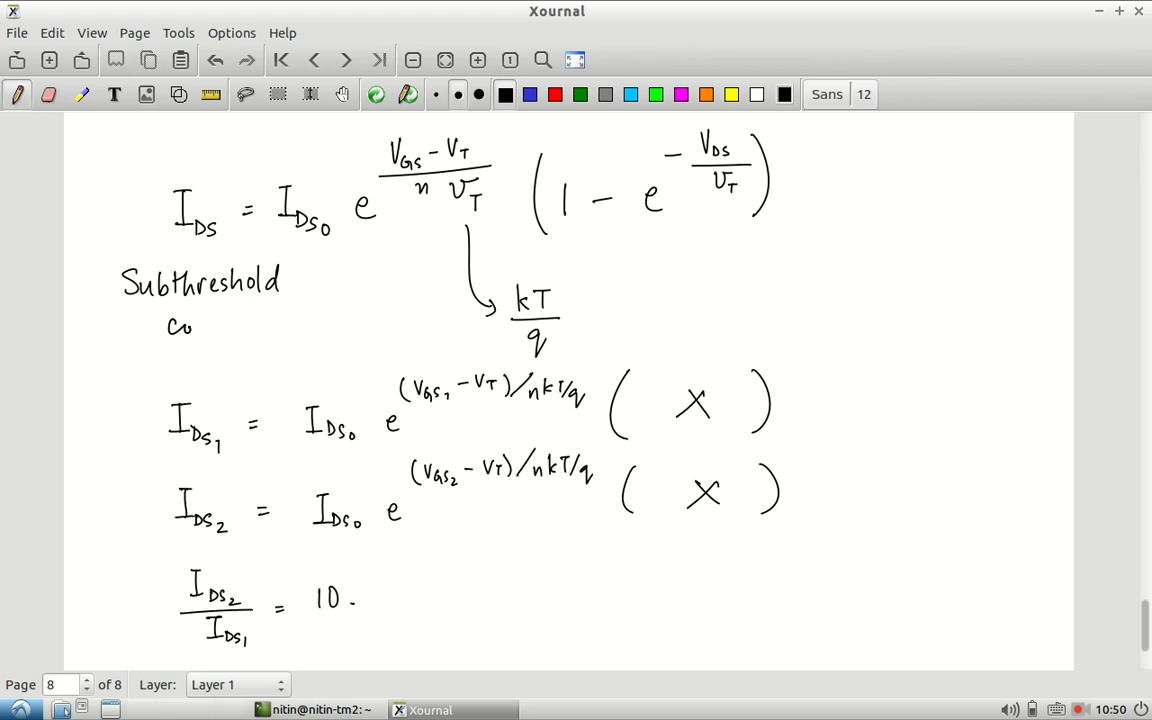 Xournal
File Edit View Page Tools Options Help
Sans 12
I_DS = I_DS0 e^((V_GS - V_T)/(n v_T)) (1 - e^(-V_DS/v_T))
Subthreshold
co
kT/q
I_DS1 = I_DS0 e^((V_GS1 - V_T)/nkT/q) ( X )
I_DS2 = I_DS0 e^((V_GS2 - V_T)/nkT/q) ( X )
I_DS2/I_DS1 = 10.
Page 8 of 8 Layer: Layer 1
nitin@nitin-tm2: ~ Xournal 10:50